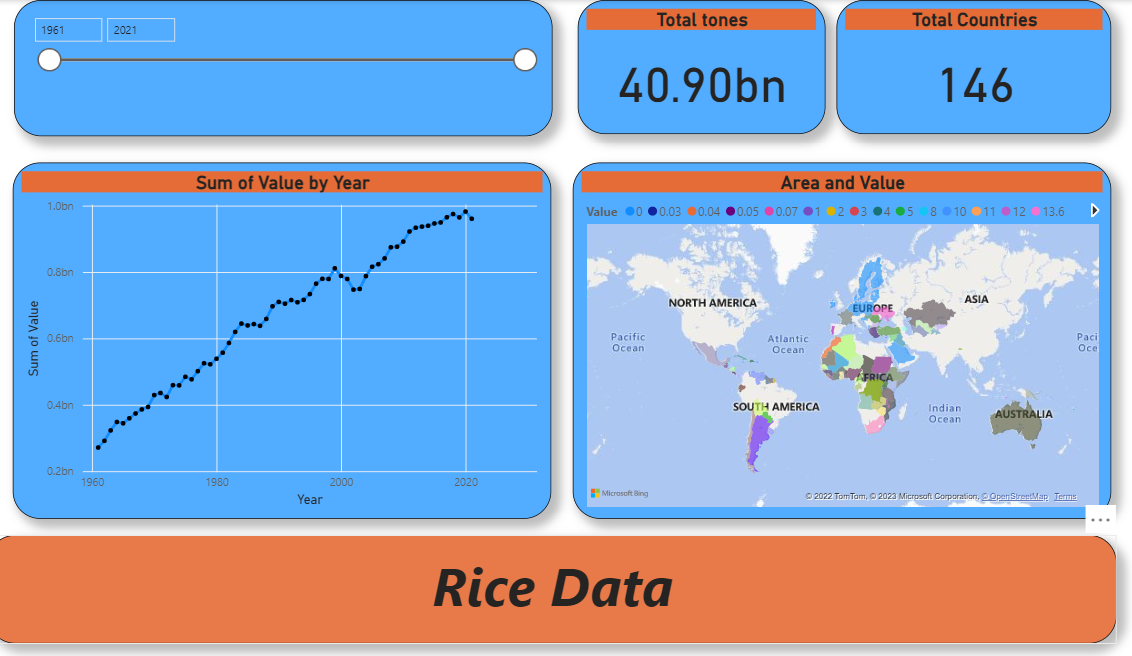 1961 2021
Total tones
40.90bn
Total Countries
146
Sum of Value by Year
1.0bn
0.8bn
0.6bn
0.4bn
0.2bn
Sum of Value
1960 1980 2000 2020
Year
Area and Value
Value 0 0.03 0.04 0.05 0.07 1 2 3 4 5 8 10 11 12 13.6
NORTH AMERICA
EUROPE
ASIA
Pacific
Ocean
Atlantic
Ocean
Paci
Oce
AFRICA
SOUTH AMERICA
Indian
Ocean
AUSTRALIA
Microsoft Bing
© 2022 TomTom, © 2023 Microsoft Corporation, © OpenStreetMap Terms
...
Rice Data